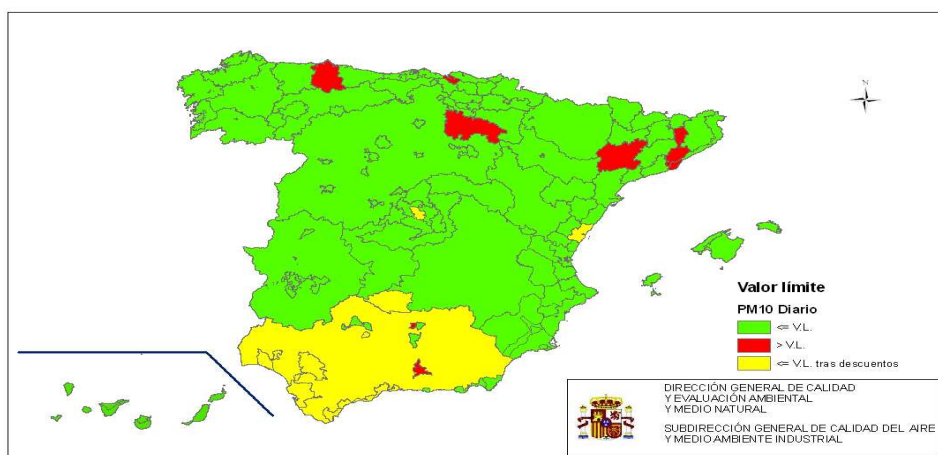 N
Valor límite
PM10 Diario
<= V.L.
> V.L.
<= V.L. tras descuentos
DIRECCIÓN GENERAL DE CALIDAD
Y EVALUACIÓN AMBIENTAL
Y MEDIO NATURAL
SUBDIRECCIÓN GENERAL DE CALIDAD DEL AIRE
Y MEDIO AMBIENTE INDUSTRIAL